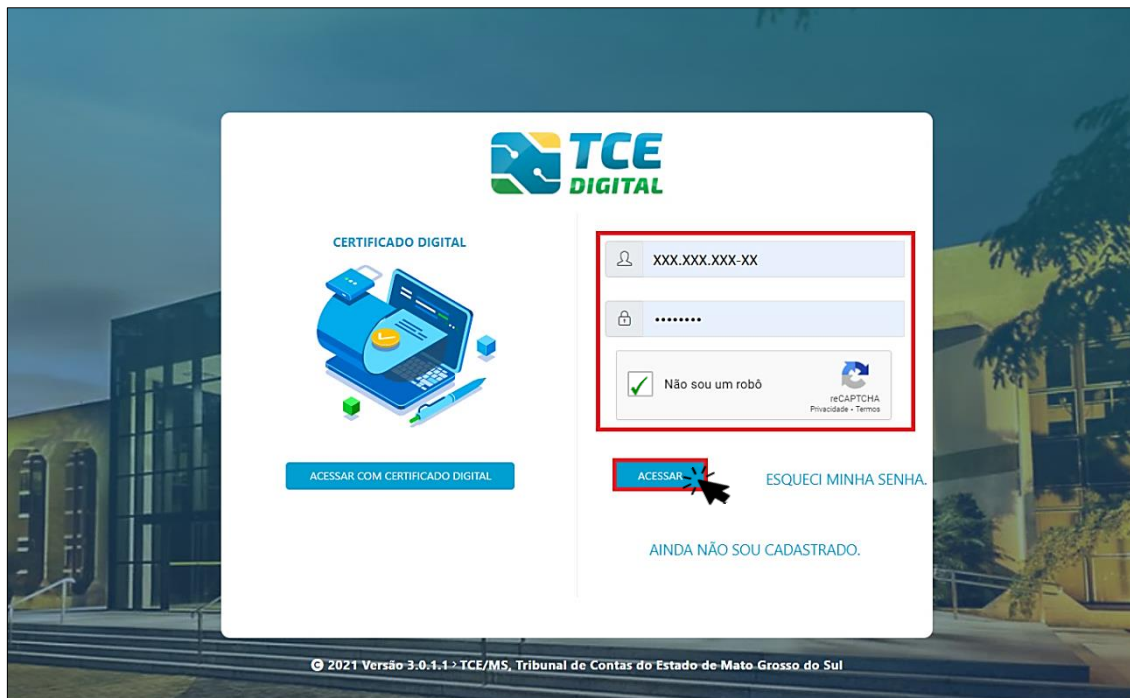 TCE
DIGITAL
CERTIFICADO DIGITAL
ACESSAR COM CERTIFICADO DIGITAL
XXX.XXX.XXX-XX
••••••••
Não sou um robô
reCAPTCHA
Privacidade • Termos
ACESSAR
ESQUECI MINHA SENHA.
AINDA NÃO SOU CADASTRADO.
© 2021 Versão 3.0.1.1 > TCE/MS, Tribunal de Contas do Estado de Mato Grosso do Sul